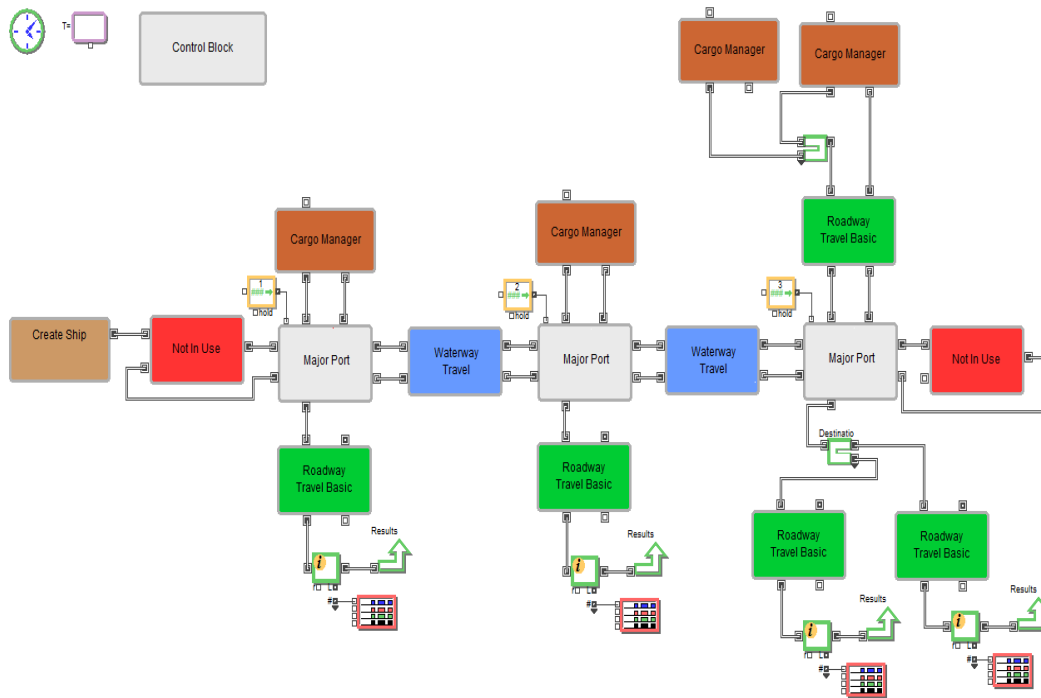 T=
Control Block
Cargo Manager
Cargo Manager
Roadway
Travel Basic
Cargo Manager
Cargo Manager
1
hold
2
hold
3
hold
Create Ship
Not In Use
Major Port
Waterway
Travel
Major Port
Waterway
Travel
Major Port
Not In Use
Destinatio
Roadway
Travel Basic
Roadway
Travel Basic
Roadway
Travel Basic
Roadway
Travel Basic
Results
Results
Results
Results
i
i
i
i
#
#
#
#